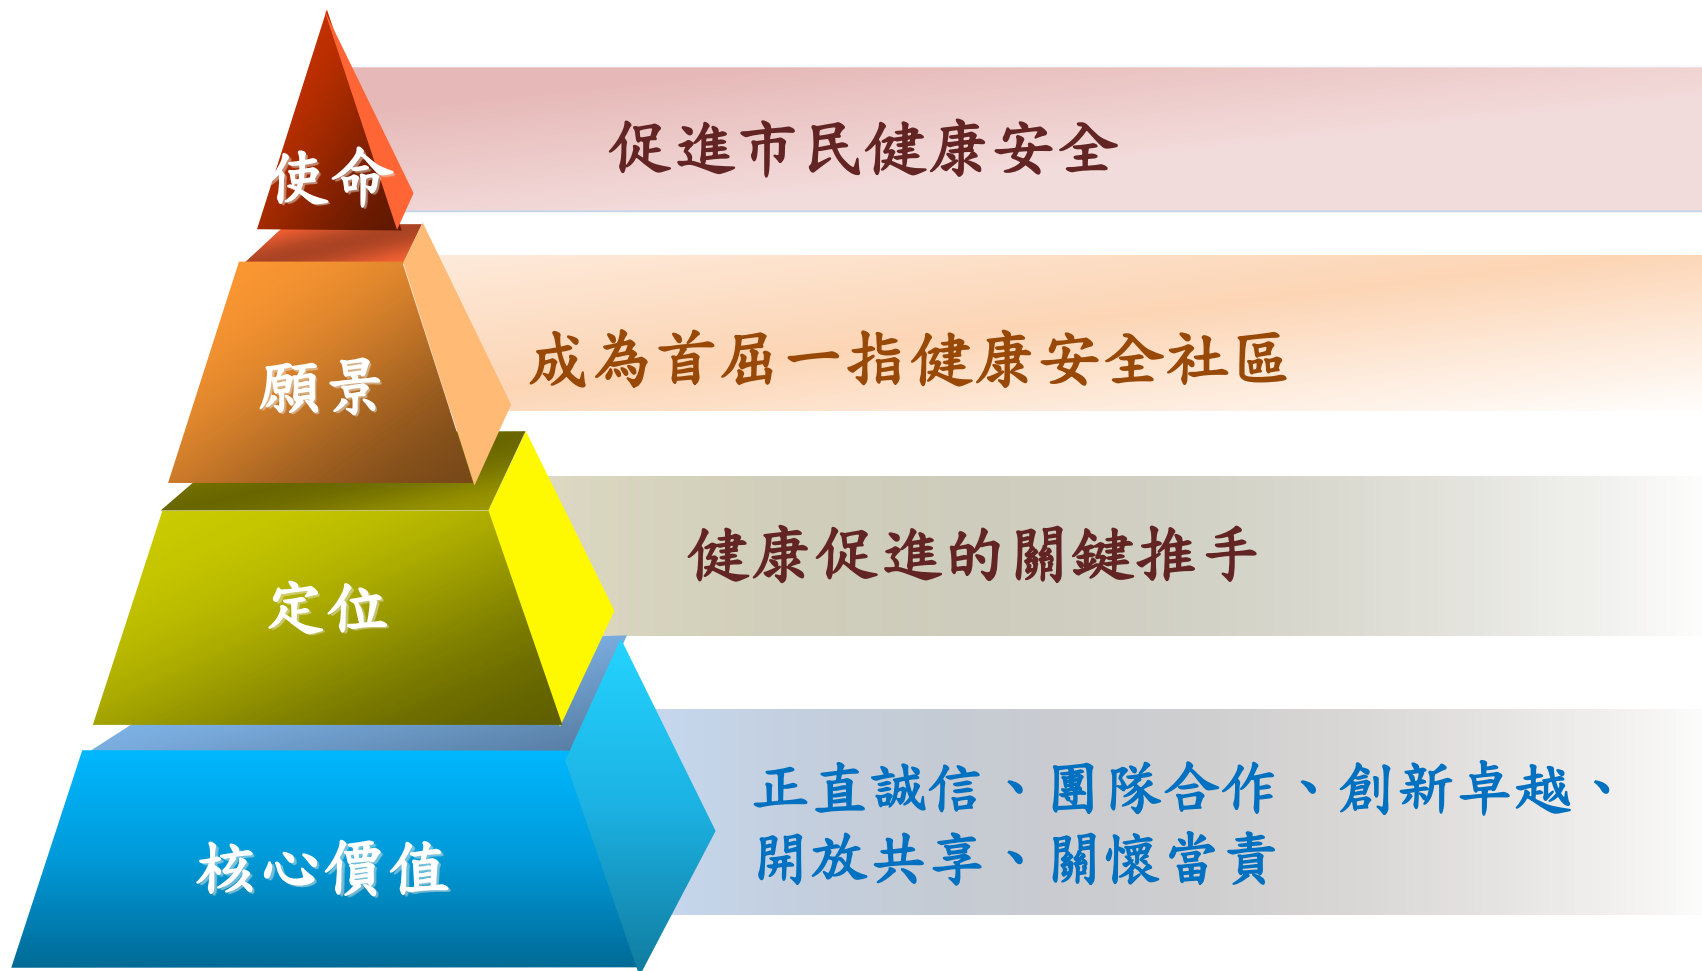 使命
促進市民健康安全
願景
成為首屈一指健康安全社區
定位
健康促進的關鍵推手
核心價值
正直誠信、團隊合作、創新卓越、
開放共享、關懷當責